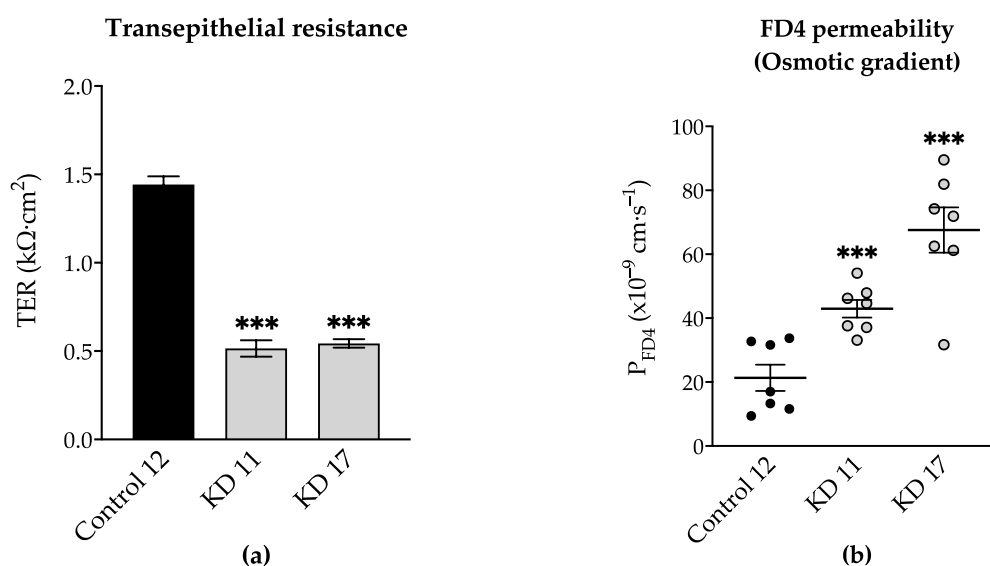 Transepithelial resistance
TER (kΩ·cm²)
2.0
1.5
1.0
0.5
0.0
***
***
Control 12
KD 11
KD 17
(a)
FD4 permeability
(Osmotic gradient)
P_FD4 (x10⁻⁹ cm·s⁻¹)
100
80
60
40
20
0
***
***
Control 12
KD 11
KD 17
(b)